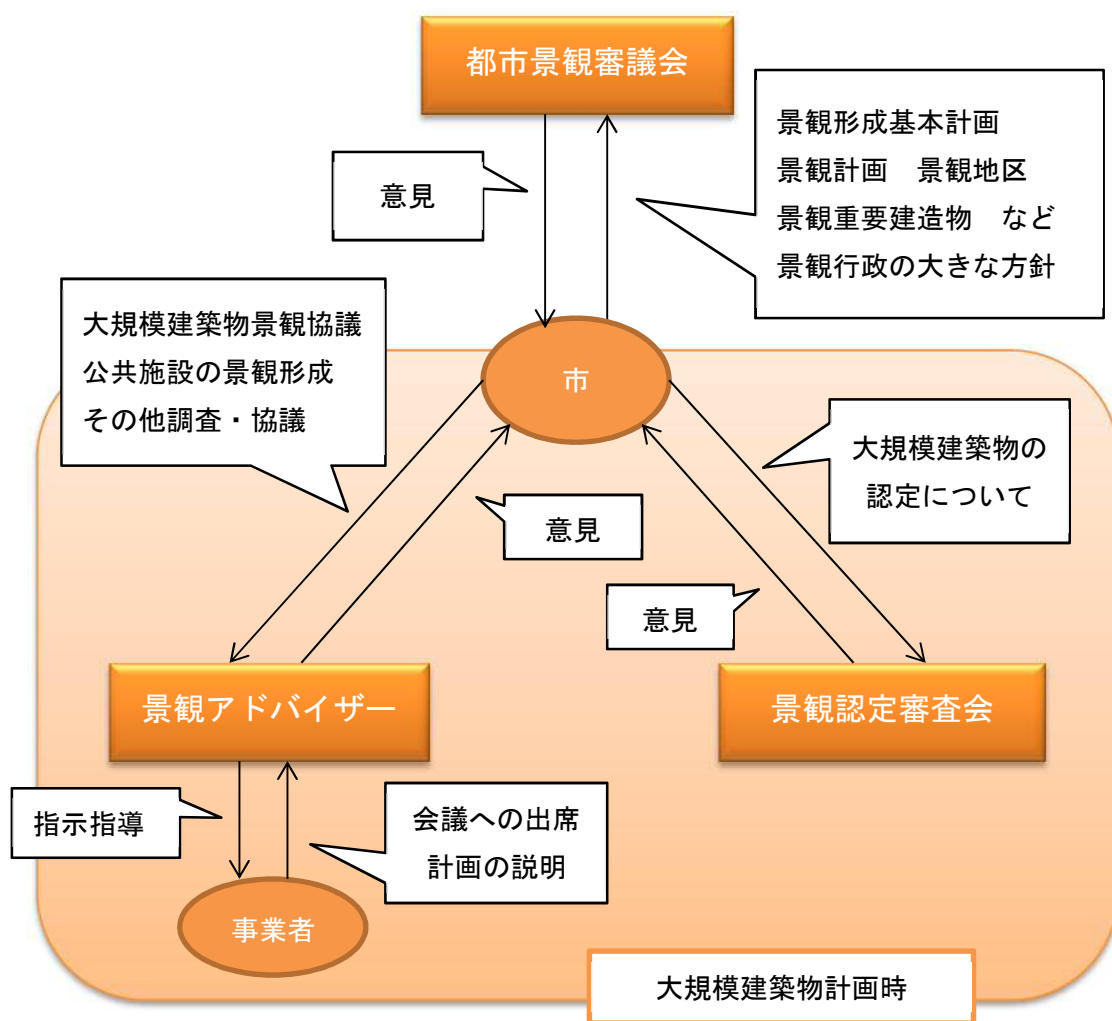 都市景観審議会
景観形成基本計画
景観計画　景観地区
景観重要建造物　など
景観行政の大きな方針
意見
大規模建築物景観協議
公共施設の景観形成
その他調査・協議
市
大規模建築物の
認定について
意見
意見
景観アドバイザー
景観認定審査会
指示指導
会議への出席
計画の説明
事業者
大規模建築物計画時